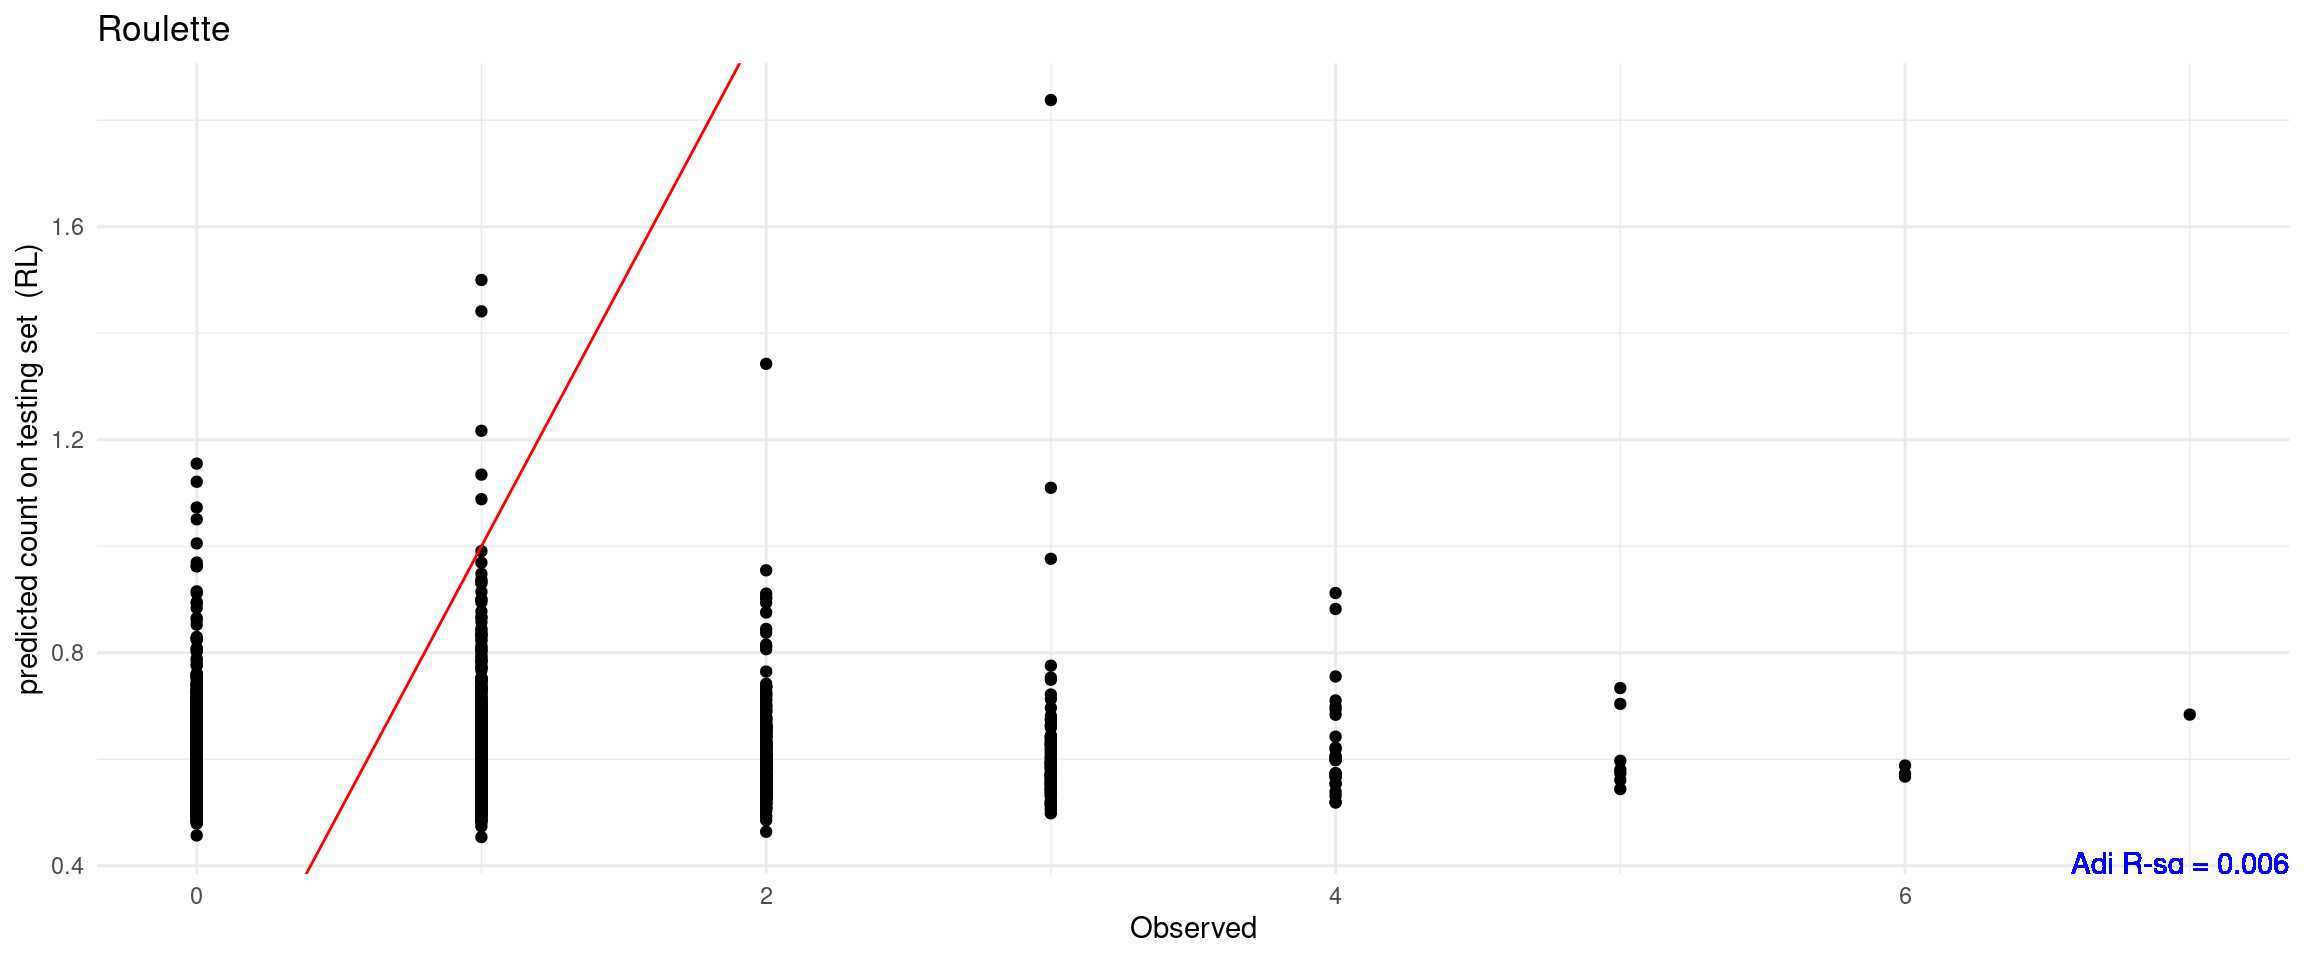 Roulette
predicted count on testing set (RL)
1.6
1.2
0.8
0.4
0 2 4 6
Observed
Adj R-sq = 0.006